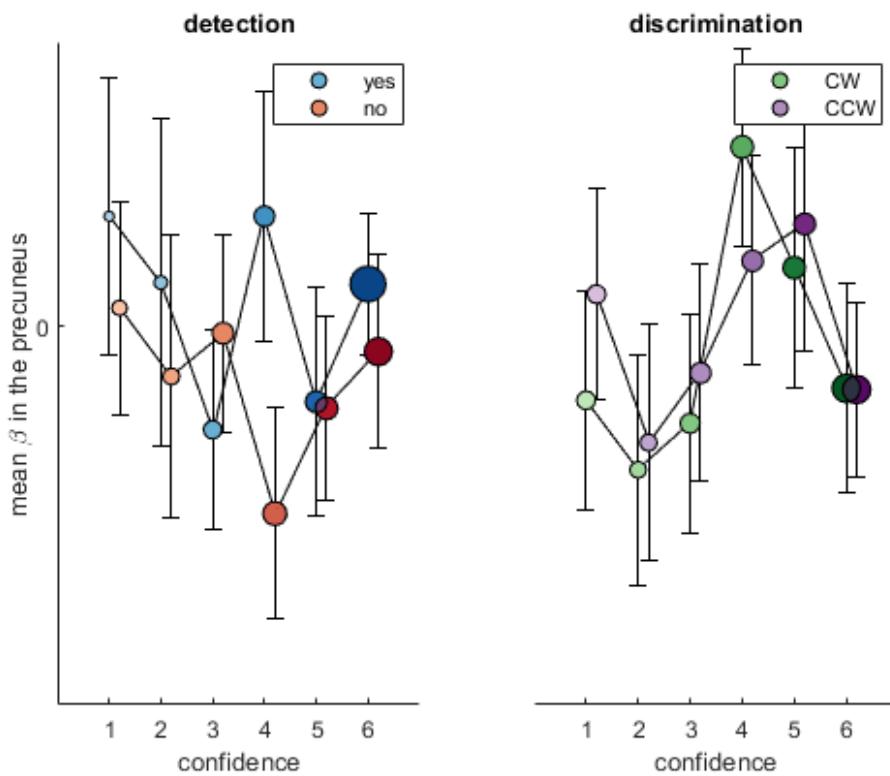 detection
yes
no
mean β in the precuneus
0
1 2 3 4 5 6
confidence
discrimination
CW
CCW
1 2 3 4 5 6
confidence